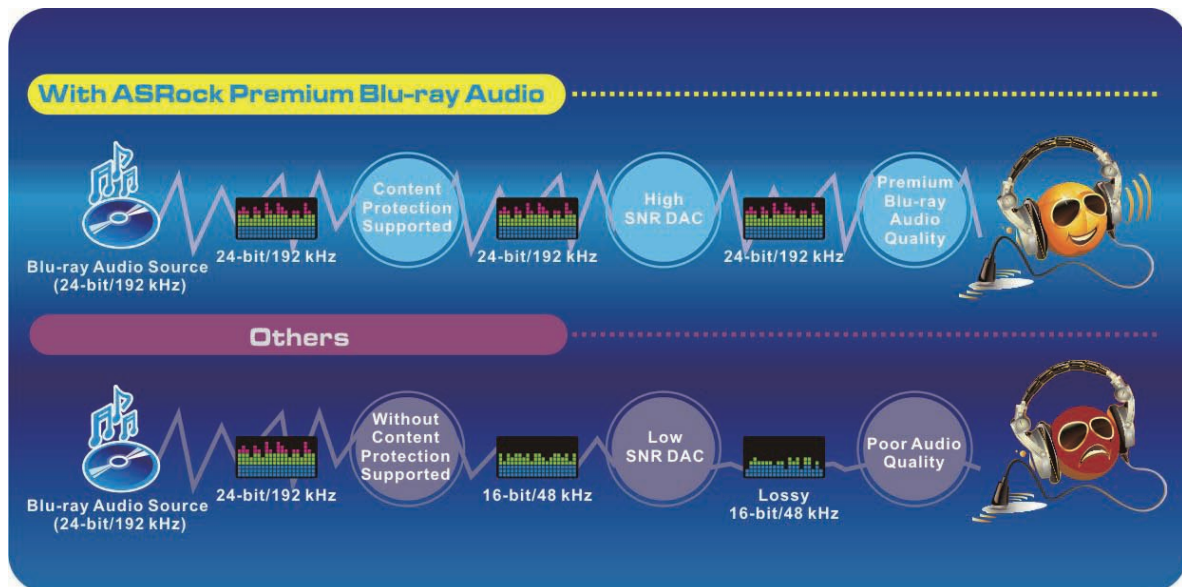 With ASRock Premium Blu-ray Audio
Blu-ray Audio Source
(24-bit/192 kHz)
24-bit/192 kHz
Content
Protection
Supported
24-bit/192 kHz
High
SNR DAC
24-bit/192 kHz
Premium
Blu-ray
Audio
Quality
Others
Blu-ray Audio Source
(24-bit/192 kHz)
24-bit/192 kHz
Without
Content
Protection
Supported
16-bit/48 kHz
Low
SNR DAC
Lossy
16-bit/48 kHz
Poor Audio
Quality